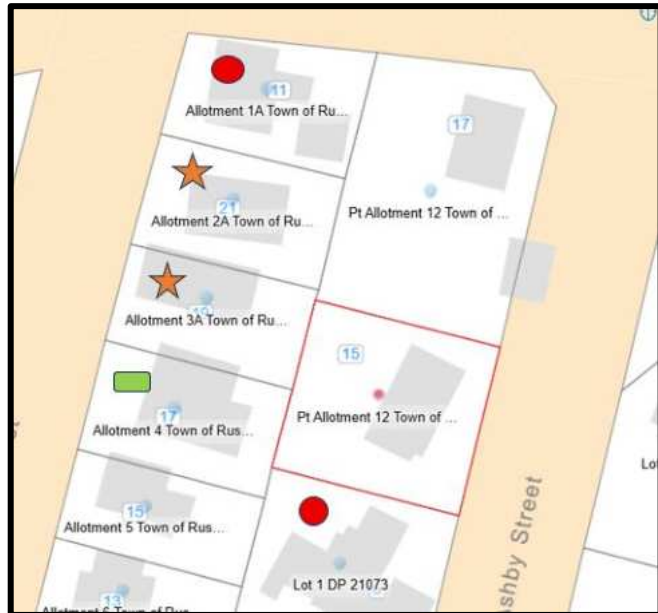 11
Allotment 1A Town of Ru...
17
21
Allotment 2A Town of Ru...
Pt Allotment 12 Town of ...
19
Allotment 3A Town of Ru...
15
17
Pt Allotment 12 Town of ...
Allotment 4 Town of Rus...
15
Allotment 5 Town of Rus...
Lot 1 DP 21073
13
shby Street